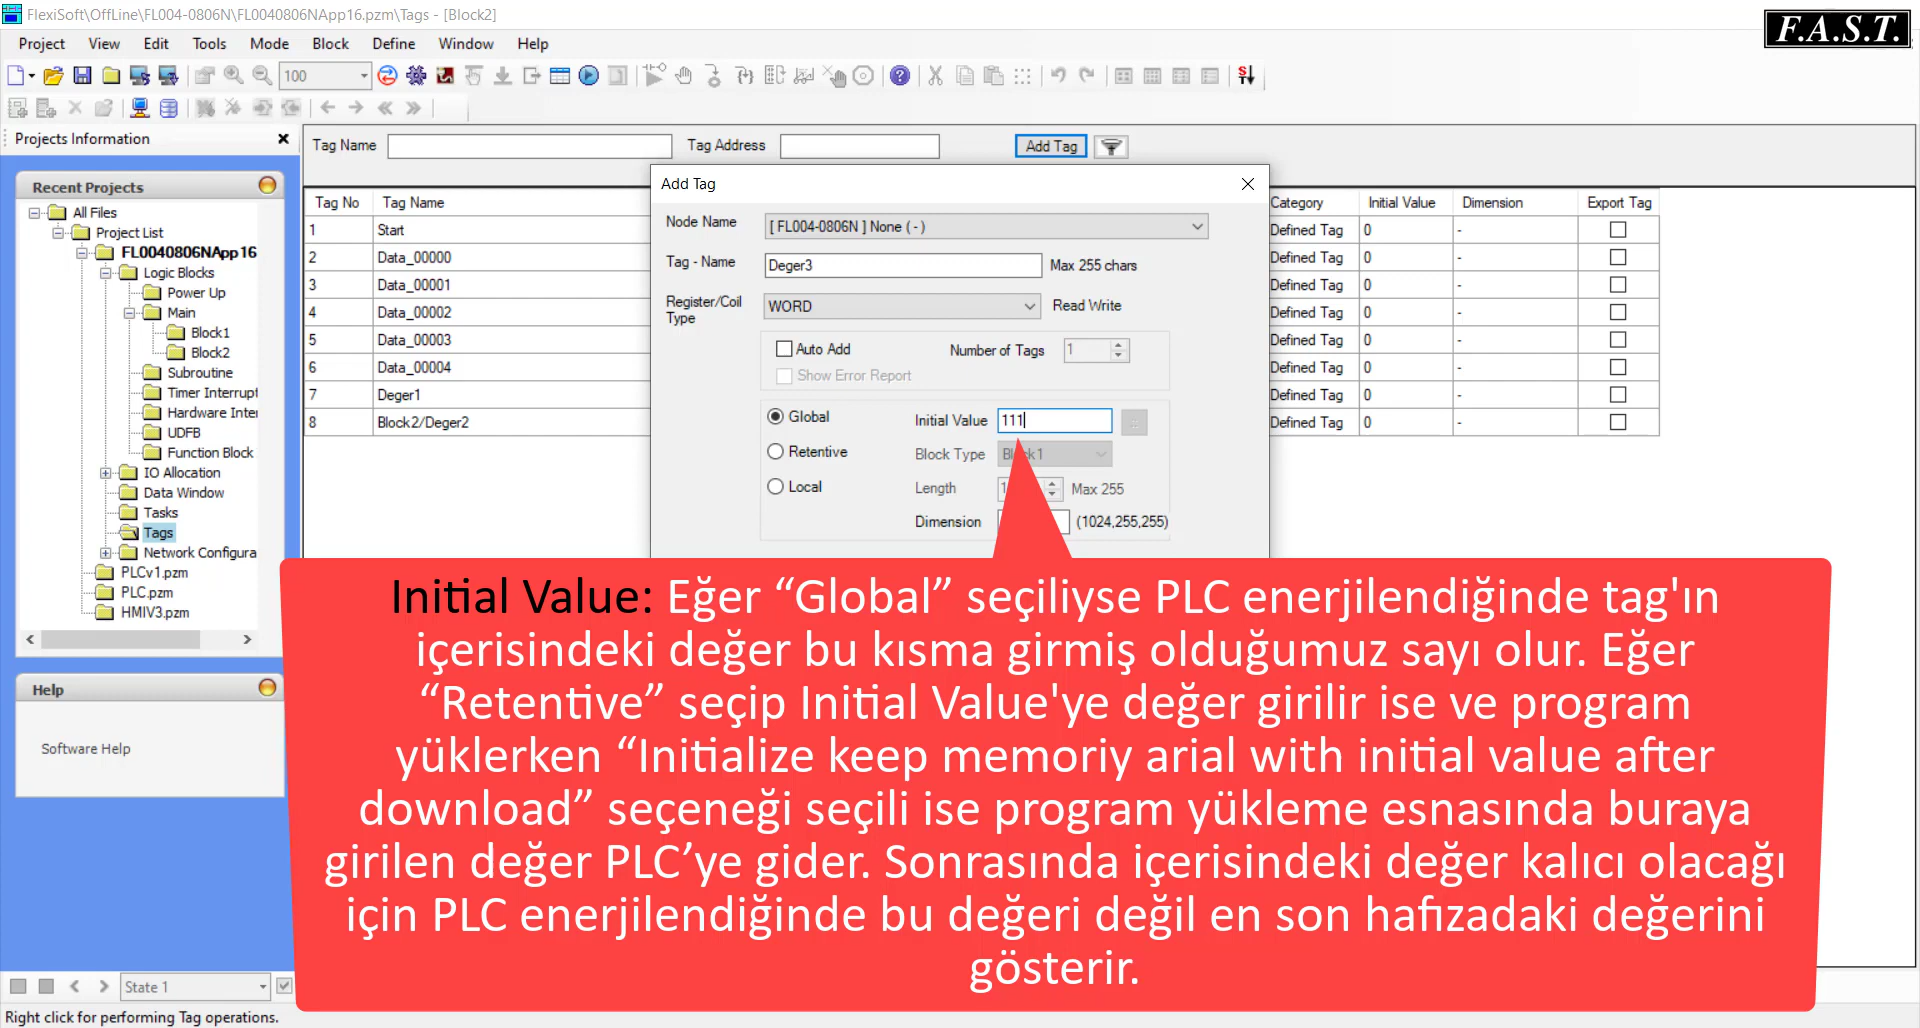 FlexiSoft\OffLine\FL004-0806N\FL0040806NApp16.pzm\Tags - [Block2]
F.A.S.T.
Project View Edit Tools Mode Block Define Window Help
100
Projects Information
Tag Name Tag Address Add Tag
Recent Projects
All Files
Project List
FL0040806NApp16
Logic Blocks
Power Up
Main
Block1
Block2
Subroutine
Timer Interrupt
Hardware Inter
UDFB
Function Block
IO Allocation
Data Window
Tasks
Tags
Network Configura
PLCv1.pzm
PLC.pzm
HMIV3.pzm
Help
Software Help
Tag No Tag Name Category Initial Value Dimension Export Tag
1 Start Defined Tag 0 -
2 Data_00000 Defined Tag 0 -
3 Data_00001 Defined Tag 0 -
4 Data_00002 Defined Tag 0 -
5 Data_00003 Defined Tag 0 -
6 Data_00004 Defined Tag 0 -
7 Deger1 Defined Tag 0 -
8 Block2/Deger2 Defined Tag 0 -
Add Tag
Node Name [ FL004-0806N ] None ( - )
Tag - Name Deger3 Max 255 chars
Register/Coil
Type WORD Read Write
Auto Add Number of Tags 1
Show Error Report
Global Initial Value 111
Retentive Block Type
Local Length Max 255
Dimension (1024,255,255)
Initial Value: Eğer “Global” seçiliyse PLC enerjilendiğinde tag'ın
içerisindeki değer bu kısma girmiş olduğumuz sayı olur. Eğer
“Retentive” seçip Initial Value'ye değer girilir ise ve program
yüklerken “Initialize keep memoriy arial with initial value after
download” seçeneği seçili ise program yükleme esnasında buraya
girilen değer PLC’ye gider. Sonrasında içerisindeki değer kalıcı olacağı
için PLC enerjilendiğinde bu değeri değil en son hafızadaki değerini
gösterir.
State 1
Right click for performing Tag operations.